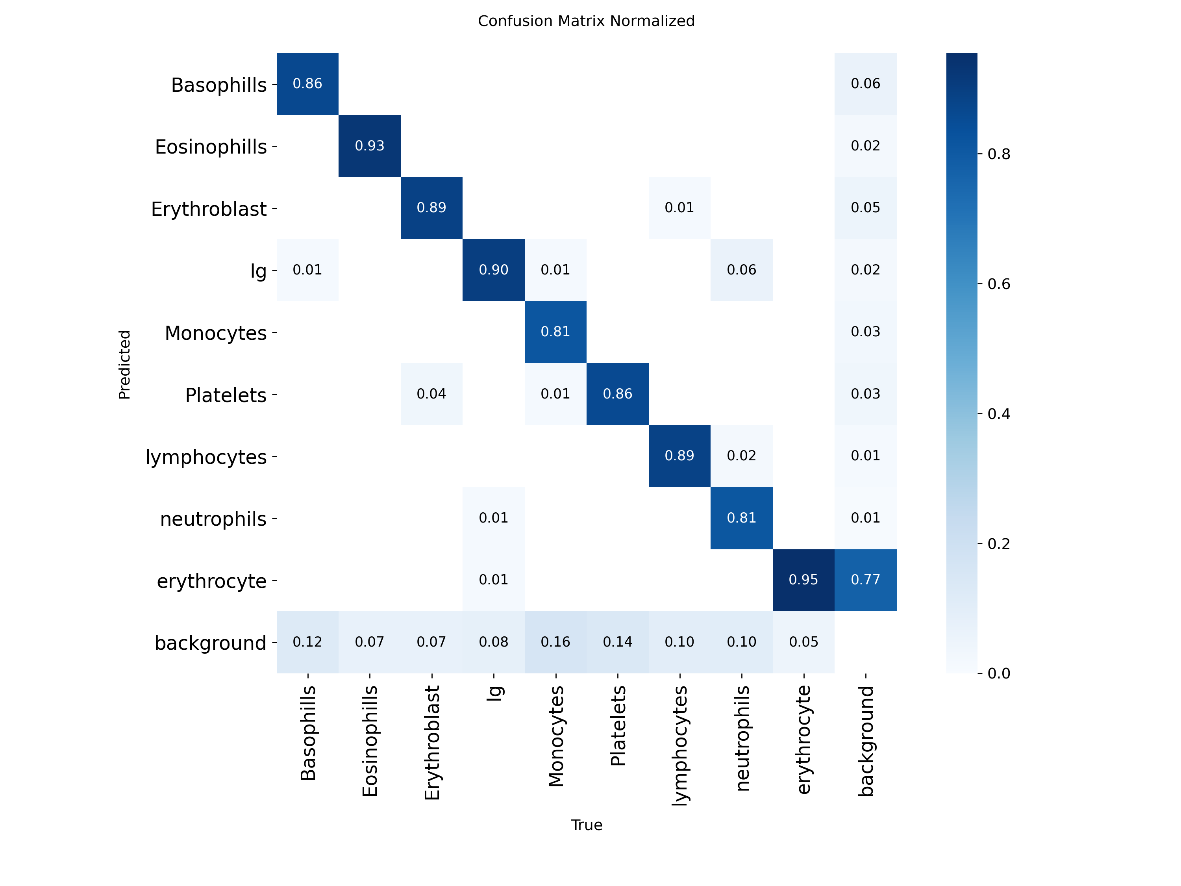 Confusion Matrix Normalized
Basophills 0.86 0.06
Eosinophills 0.93 0.02
Erythroblast 0.89 0.01 0.05
Ig 0.01 0.90 0.01 0.06 0.02
Monocytes 0.81 0.03
Platelets 0.04 0.01 0.86 0.03
lymphocytes 0.89 0.02 0.01
neutrophils 0.01 0.81 0.01
erythrocyte 0.01 0.95 0.77
background 0.12 0.07 0.07 0.08 0.16 0.14 0.10 0.10 0.05
Predicted
Basophills Eosinophills Erythroblast Ig Monocytes Platelets lymphocytes neutrophils erythrocyte background
True
0.8
0.6
0.4
0.2
0.0